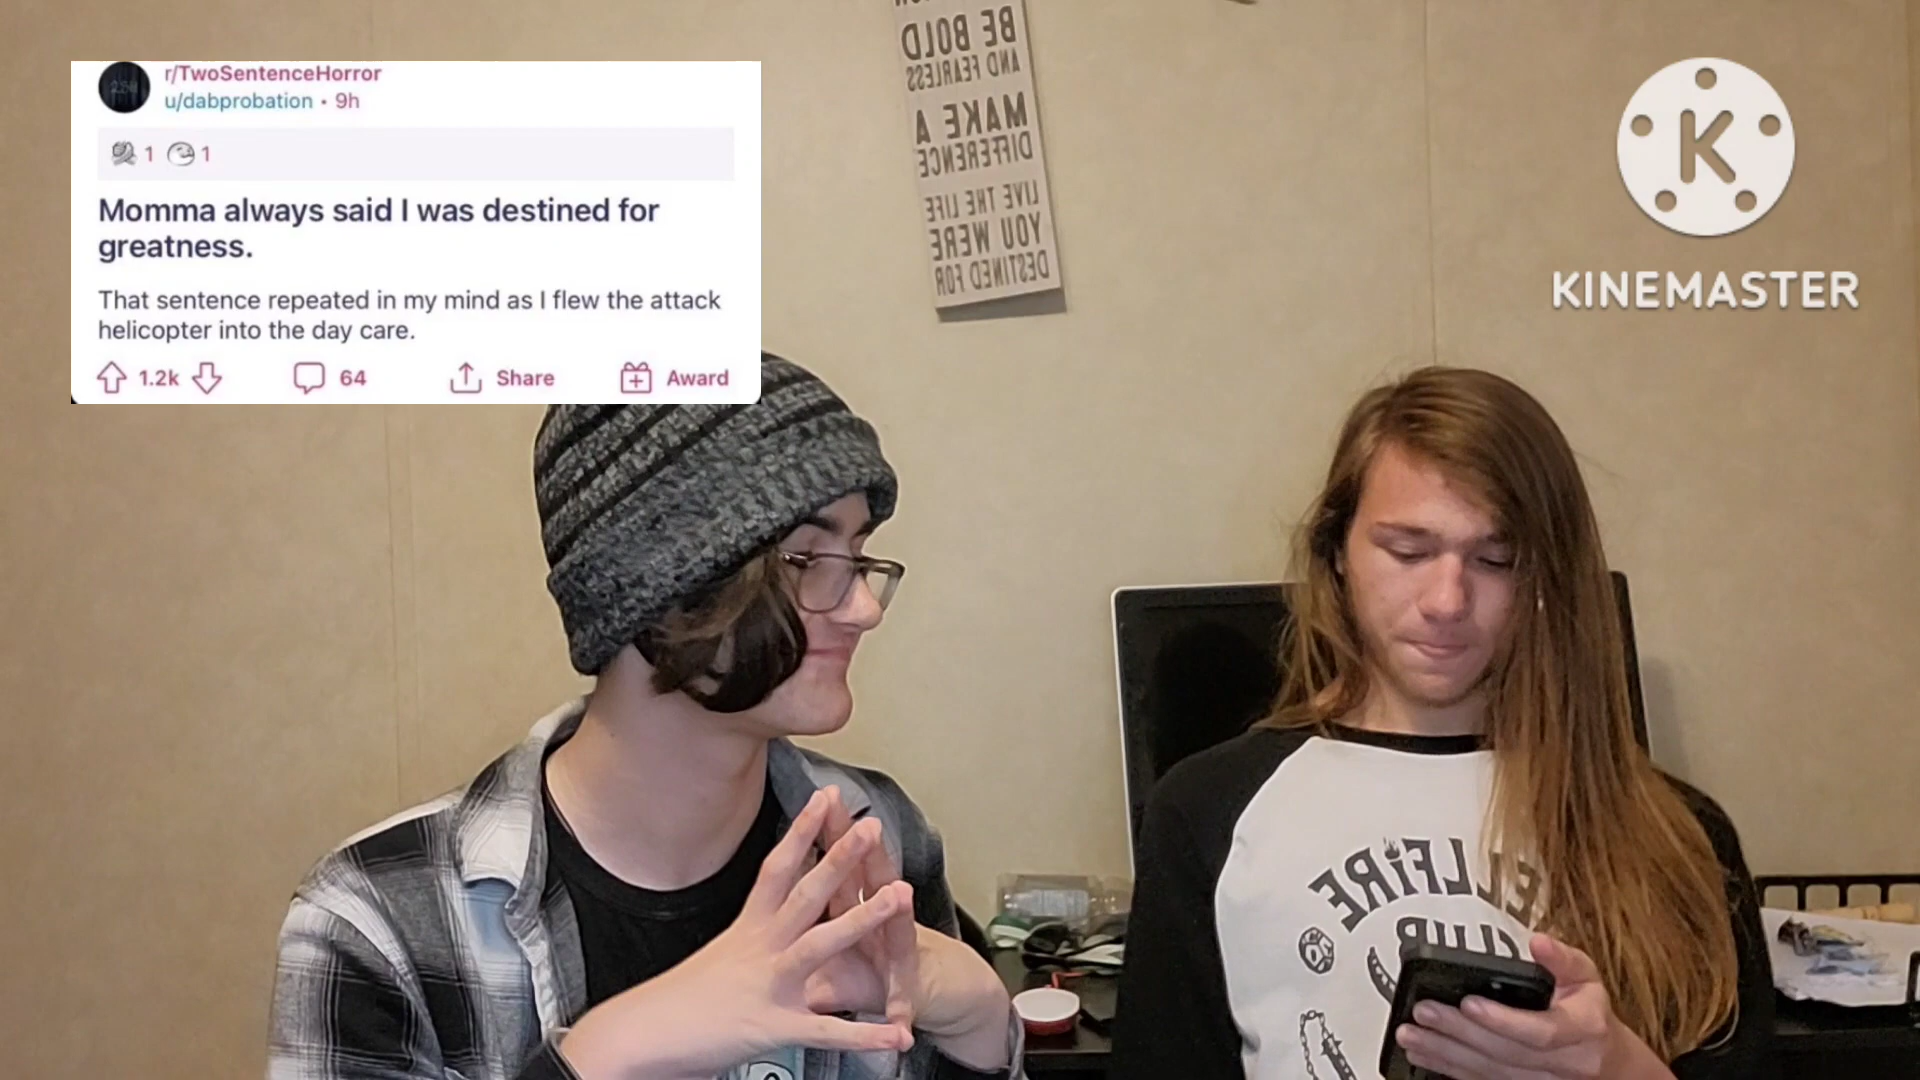 r/TwoSentenceHorror
u/dabprobation • 9h
1 1
Momma always said I was destined for
greatness.
That sentence repeated in my mind as I flew the attack
helicopter into the day care.
1.2k 64 Share Award
BE BOLD
AND FEARLESS
MAKE A
DIFFERENCE
LIVE THE LIFE
YOU WERE
DESTINED FOR
K
KINEMASTER
ELLFIRE
CLUB